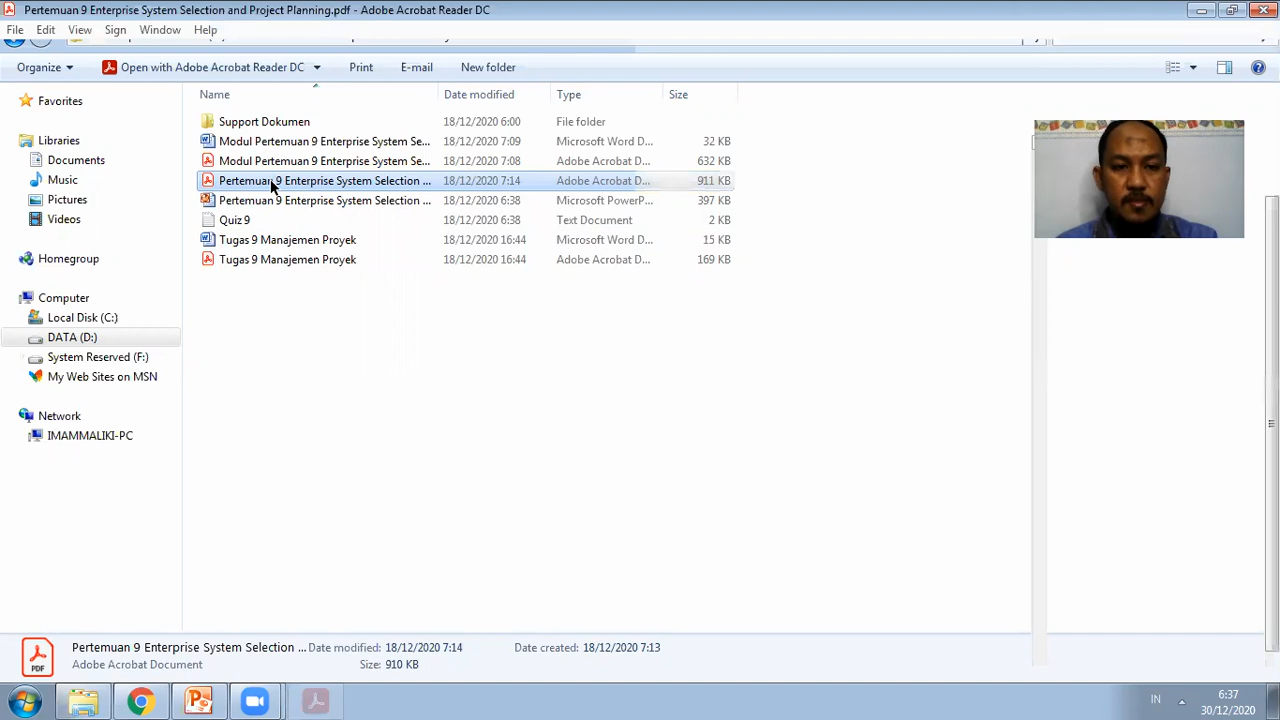 Pertemuan 9 Enterprise System Selection and Project Planning.pdf - Adobe Acrobat Reader DC
File Edit View Sign Window Help
Organize Open with Adobe Acrobat Reader DC Print E-mail New folder
Name Date modified Type Size
Favorites
Libraries
Documents
Music
Pictures
Videos
Homegroup
Computer
Local Disk (C:)
DATA (D:)
System Reserved (F:)
My Web Sites on MSN
Network
IMAMMALIKI-PC
Support Dokumen 18/12/2020 6:00 File folder
Modul Pertemuan 9 Enterprise System Se... 18/12/2020 7:09 Microsoft Word D... 32 KB
Modul Pertemuan 9 Enterprise System Se... 18/12/2020 7:08 Adobe Acrobat D... 632 KB
Pertemuan 9 Enterprise System Selection ... 18/12/2020 7:14 Adobe Acrobat D... 911 KB
Pertemuan 9 Enterprise System Selection ... 18/12/2020 6:38 Microsoft PowerP... 397 KB
Quiz 9 18/12/2020 6:38 Text Document 2 KB
Tugas 9 Manajemen Proyek 18/12/2020 16:44 Microsoft Word D... 15 KB
Tugas 9 Manajemen Proyek 18/12/2020 16:44 Adobe Acrobat D... 169 KB
Pertemuan 9 Enterprise System Selection ... Date modified: 18/12/2020 7:14 Date created: 18/12/2020 7:13
Adobe Acrobat Document Size: 910 KB
PDF
IN
6:37
30/12/2020